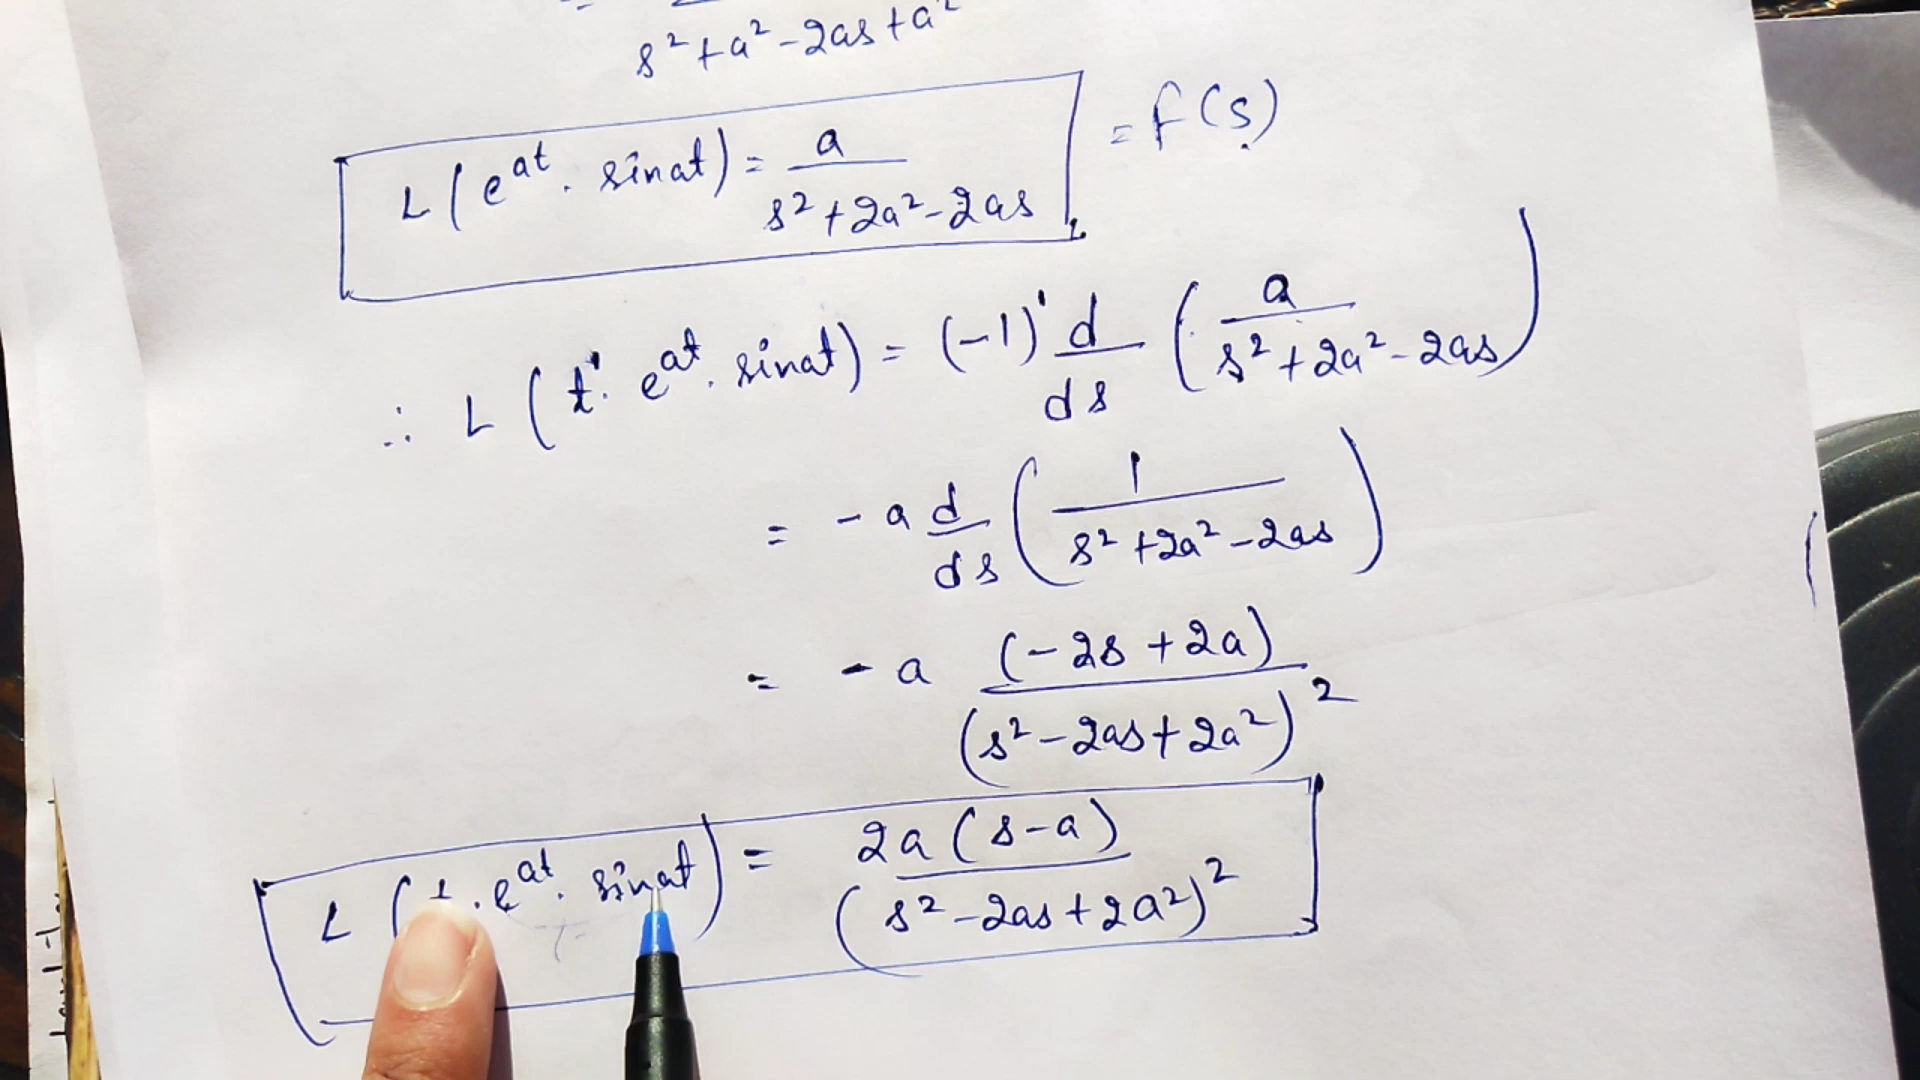 s² + a² - 2as + a²
L(e^{at}. sinat) = a / (s² + 2a² - 2as) = F(s)
∴ L(t¹. e^{at}. sinat) = (-1)¹ d/ds (a / (s² + 2a² - 2as))
= -a d/ds (1 / (s² + 2a² - 2as))
= -a (-2s + 2a) / (s² - 2as + 2a²)²
L(t. e^{at}. sinat) = 2a(s-a) / (s² - 2as + 2a²)²